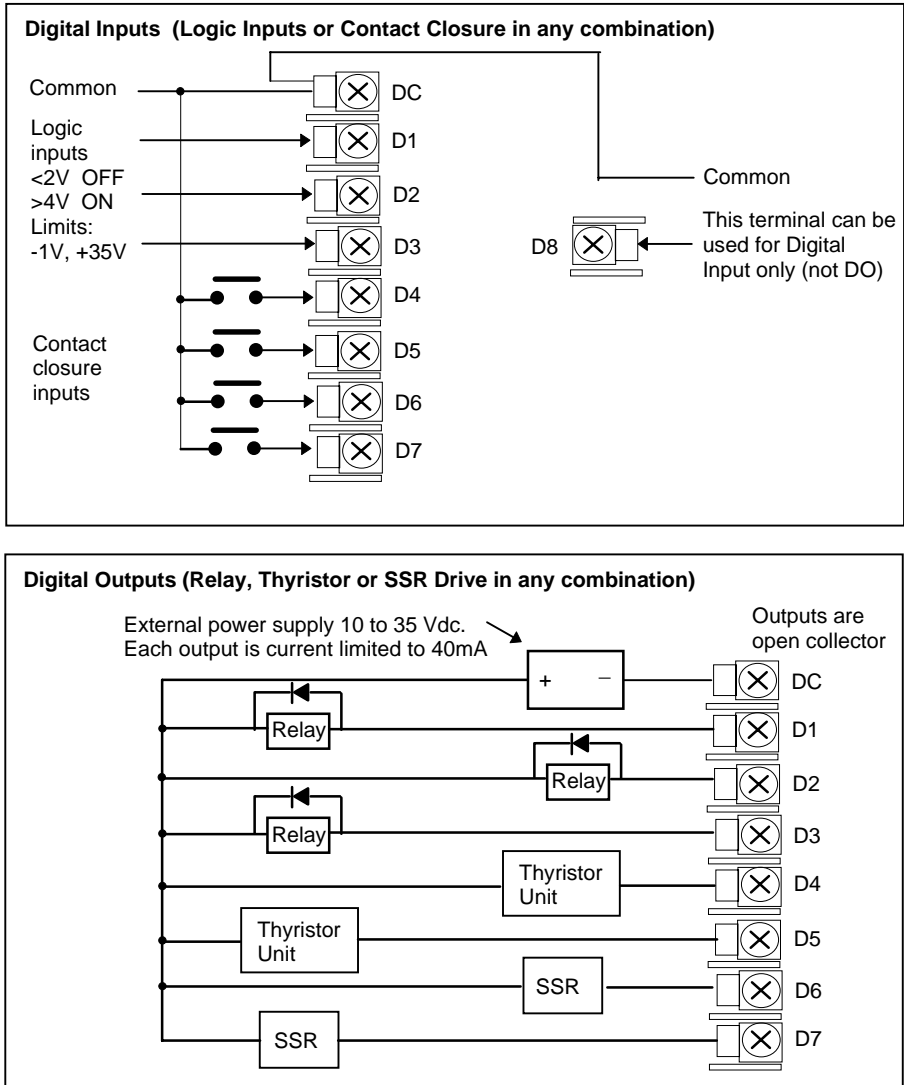 Digital Inputs (Logic Inputs or Contact Closure in any combination)
Common
DC
Logic
inputs
<2V OFF
>4V ON
Limits:
-1V, +35V
D1
D2
D3
Common
D8
This terminal can be
used for Digital
Input only (not DO)
D4
Contact
closure
inputs
D5
D6
D7
Digital Outputs (Relay, Thyristor or SSR Drive in any combination)
External power supply 10 to 35 Vdc.
Each output is current limited to 40mA
Outputs are
open collector
+ −
DC
Relay
D1
Relay
D2
Relay
D3
Thyristor
Unit
D4
Thyristor
Unit
D5
SSR
D6
SSR
D7